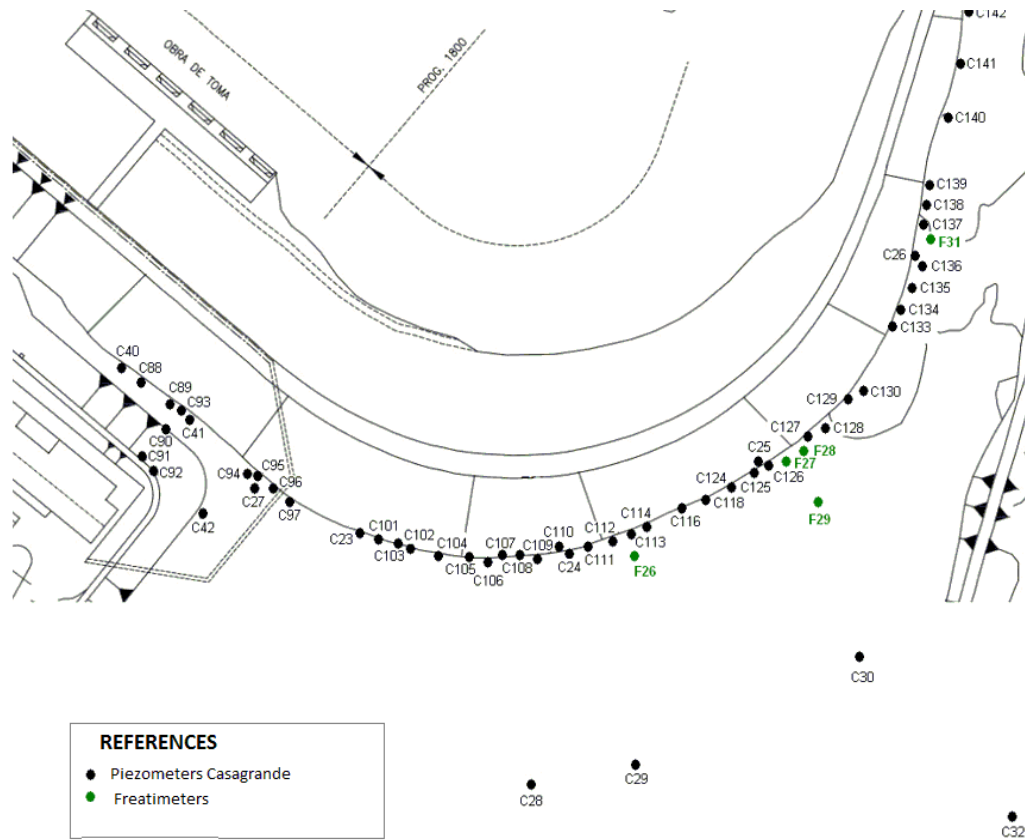 C142
C141
C140
OBRA DE TOMA
PROG. 1800
C139
C138
C137
F31
C26
C136
C135
C134
C133
C40
C88
C89
C93
C41
C90
C91
C92
C42
C130
C129
C128
C127
F28
C25
F27
C126
C125
C124
C118
C116
F29
C94
C95
C27
C96
C97
C23
C101
C102
C103
C104
C105
C106
C107
C108
C109
C110
C24
C111
C112
C113
C114
F26
C30
C29
C28
C32
REFERENCES
Piezometers Casagrande
Freatimeters